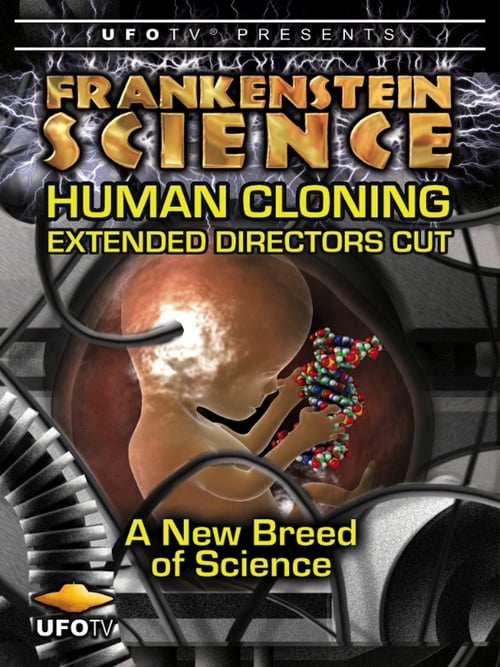 UFOTV® PRESENTS
FRANKENSTEIN
SCIENCE
HUMAN CLONING
EXTENDED DIRECTORS CUT
A New Breed
of Science
UFOTV